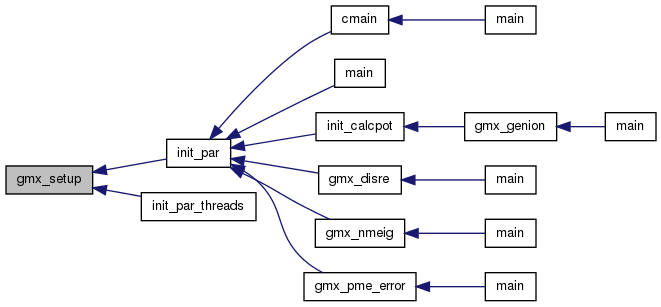 cmain
main
main
init_calcpot
gmx_genion
main
init_par
gmx_setup
gmx_disre
main
init_par_threads
gmx_nmeig
main
gmx_pme_error
main